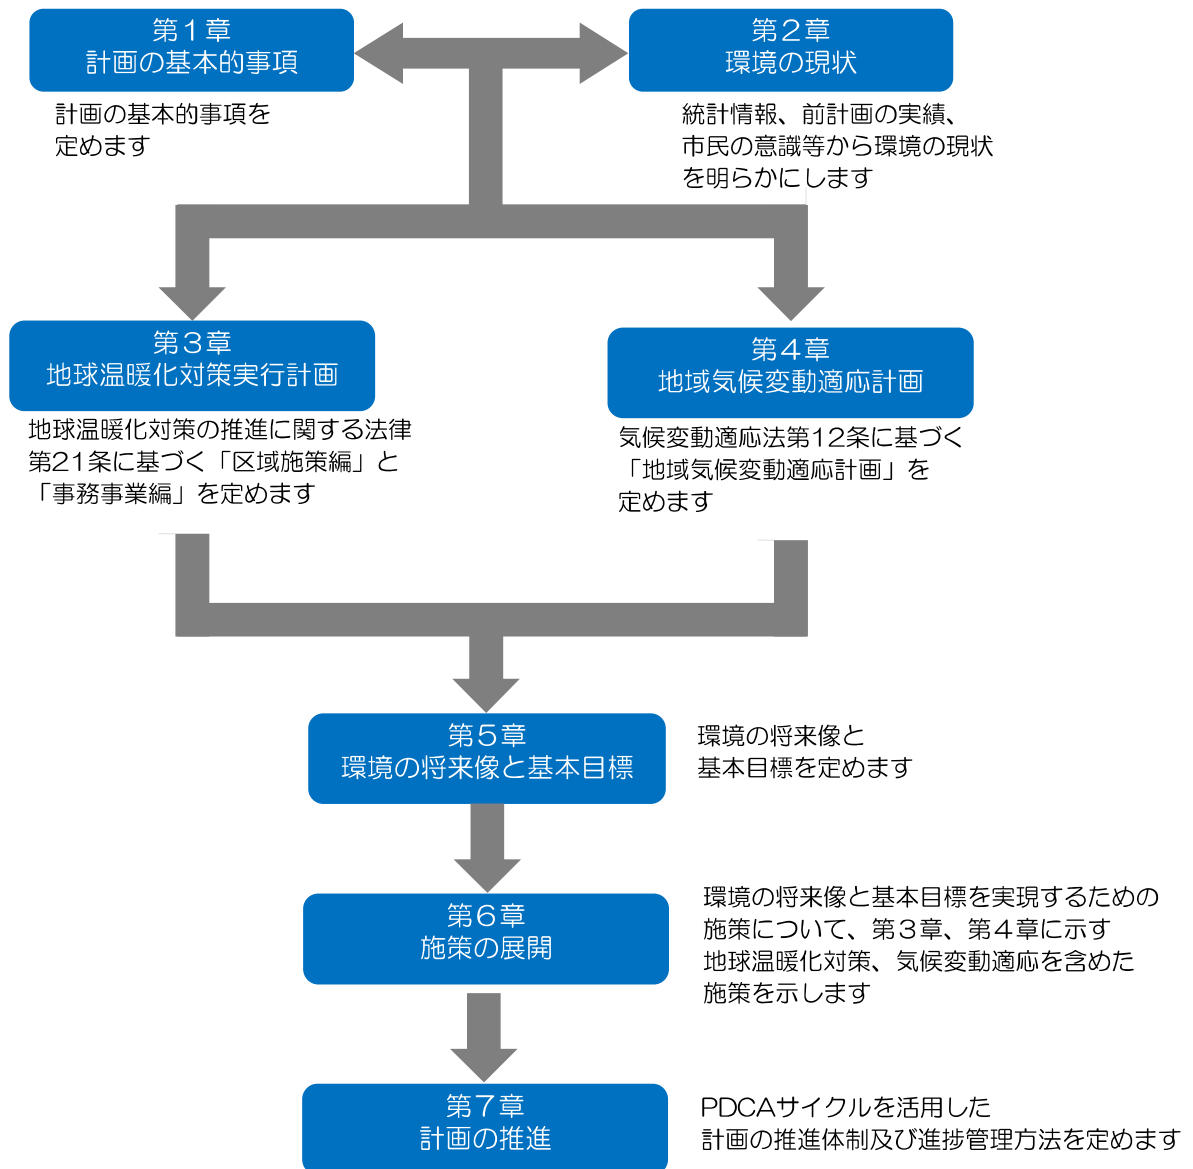 第１章
計画の基本的事項
計画の基本的事項を
定めます
第２章
環境の現状
統計情報、前計画の実績、
市民の意識等から環境の現状
を明らかにします
第３章
地球温暖化対策実行計画
地球温暖化対策の推進に関する法律
第21条に基づく「区域施策編」と
「事務事業編」を定めます
第４章
地域気候変動適応計画
気候変動適応法第12条に基づく
「地域気候変動適応計画」を
定めます
第５章
環境の将来像と基本目標
環境の将来像と
基本目標を定めます
第６章
施策の展開
環境の将来像と基本目標を実現するための
施策について、第３章、第４章に示す
地球温暖化対策、気候変動適応を含めた
施策を示します
第７章
計画の推進
PDCAサイクルを活用した
計画の推進体制及び進捗管理方法を定めます